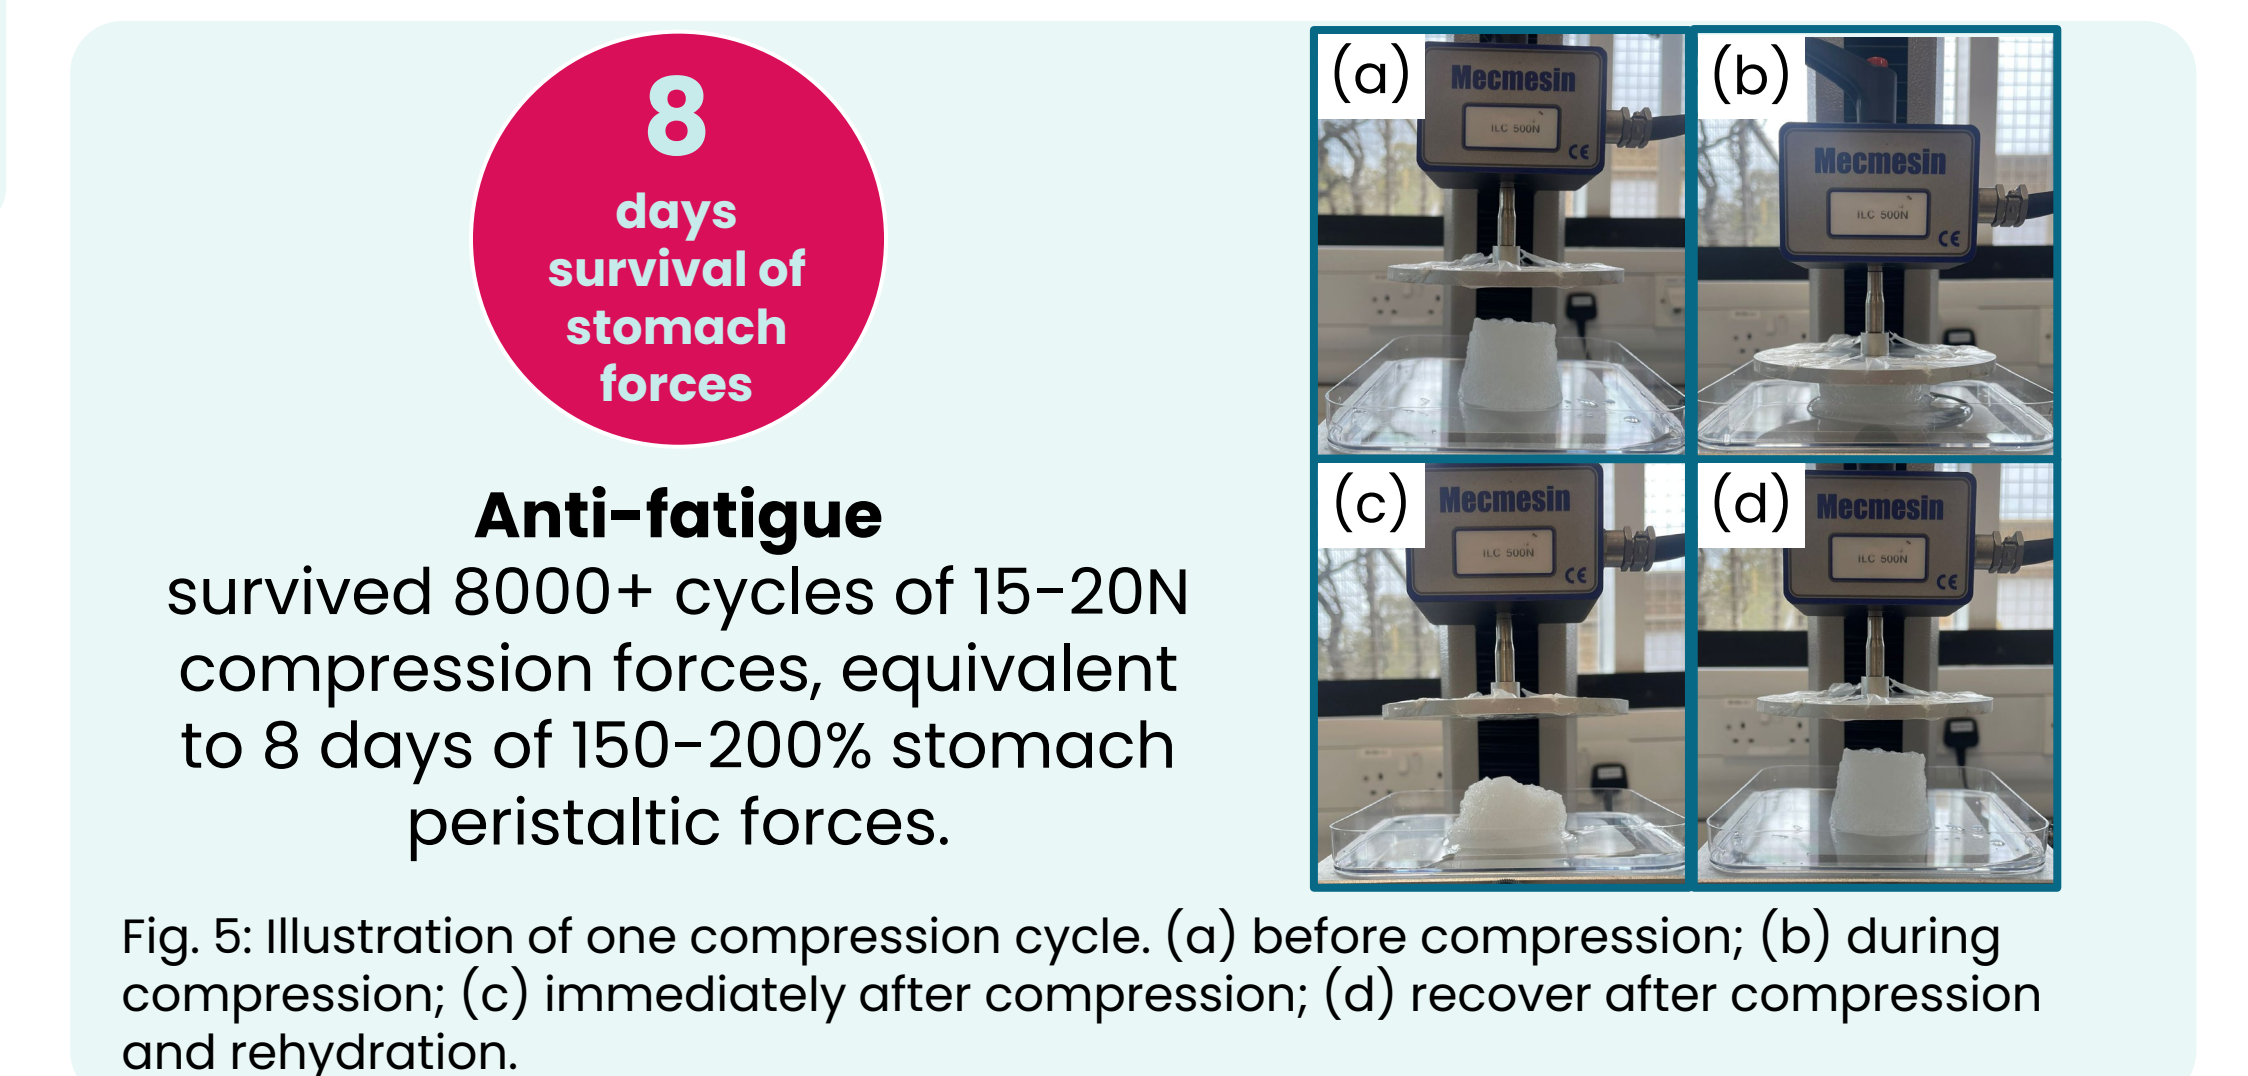 8
days
survival of
stomach
forces
Anti-fatigue
survived 8000+ cycles of 15-20N
compression forces, equivalent
to 8 days of 150-200% stomach
peristaltic forces.
(a)
Mecmesin
ILC 500N
CE
(b)
Mecmesin
ILC 500N
CE
(c)
Mecmesin
ILC 500N
CE
(d)
Mecmesin
ILC 500N
CE
Fig. 5: Illustration of one compression cycle. (a) before compression; (b) during
compression; (c) immediately after compression; (d) recover after compression
and rehydration.